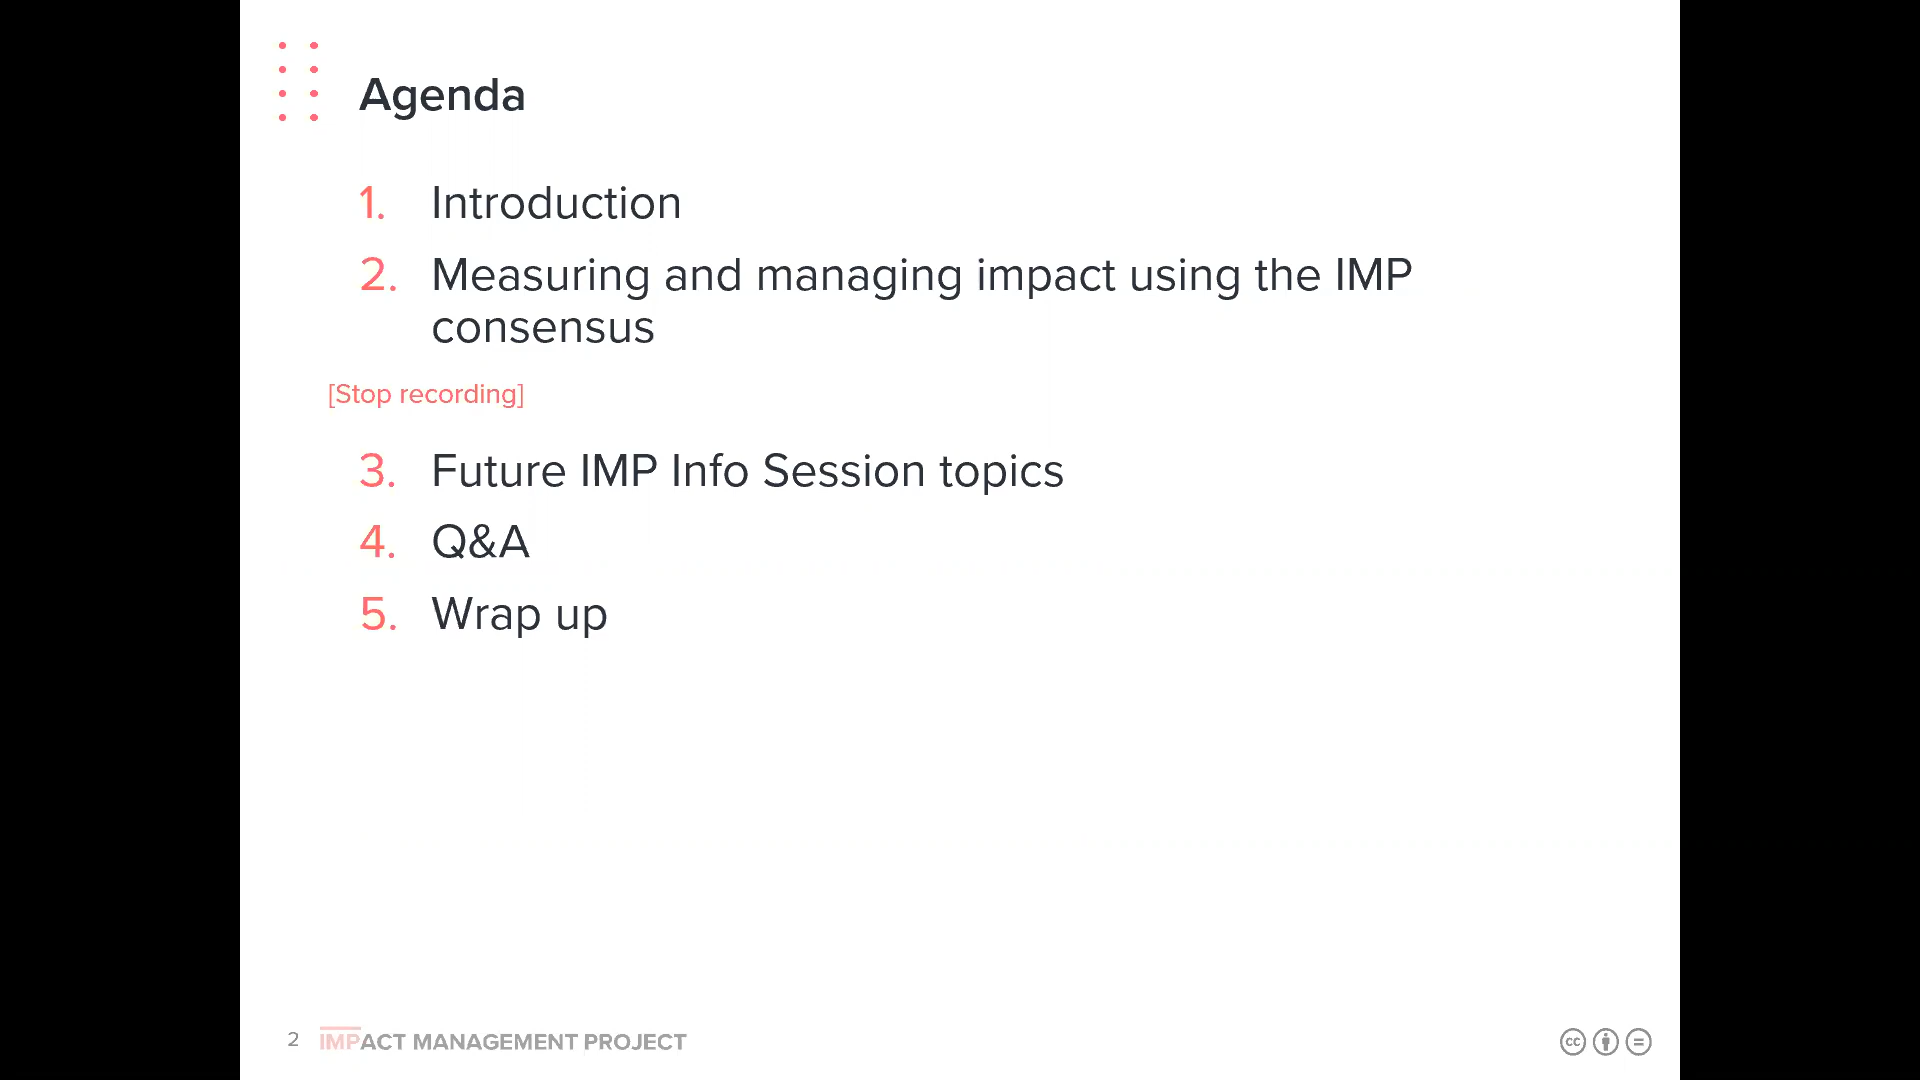 Agenda
1. Introduction
2. Measuring and managing impact using the IMP
consensus
[Stop recording]
3. Future IMP Info Session topics
4. Q&A
5. Wrap up
2 IMPACT MANAGEMENT PROJECT
cc =